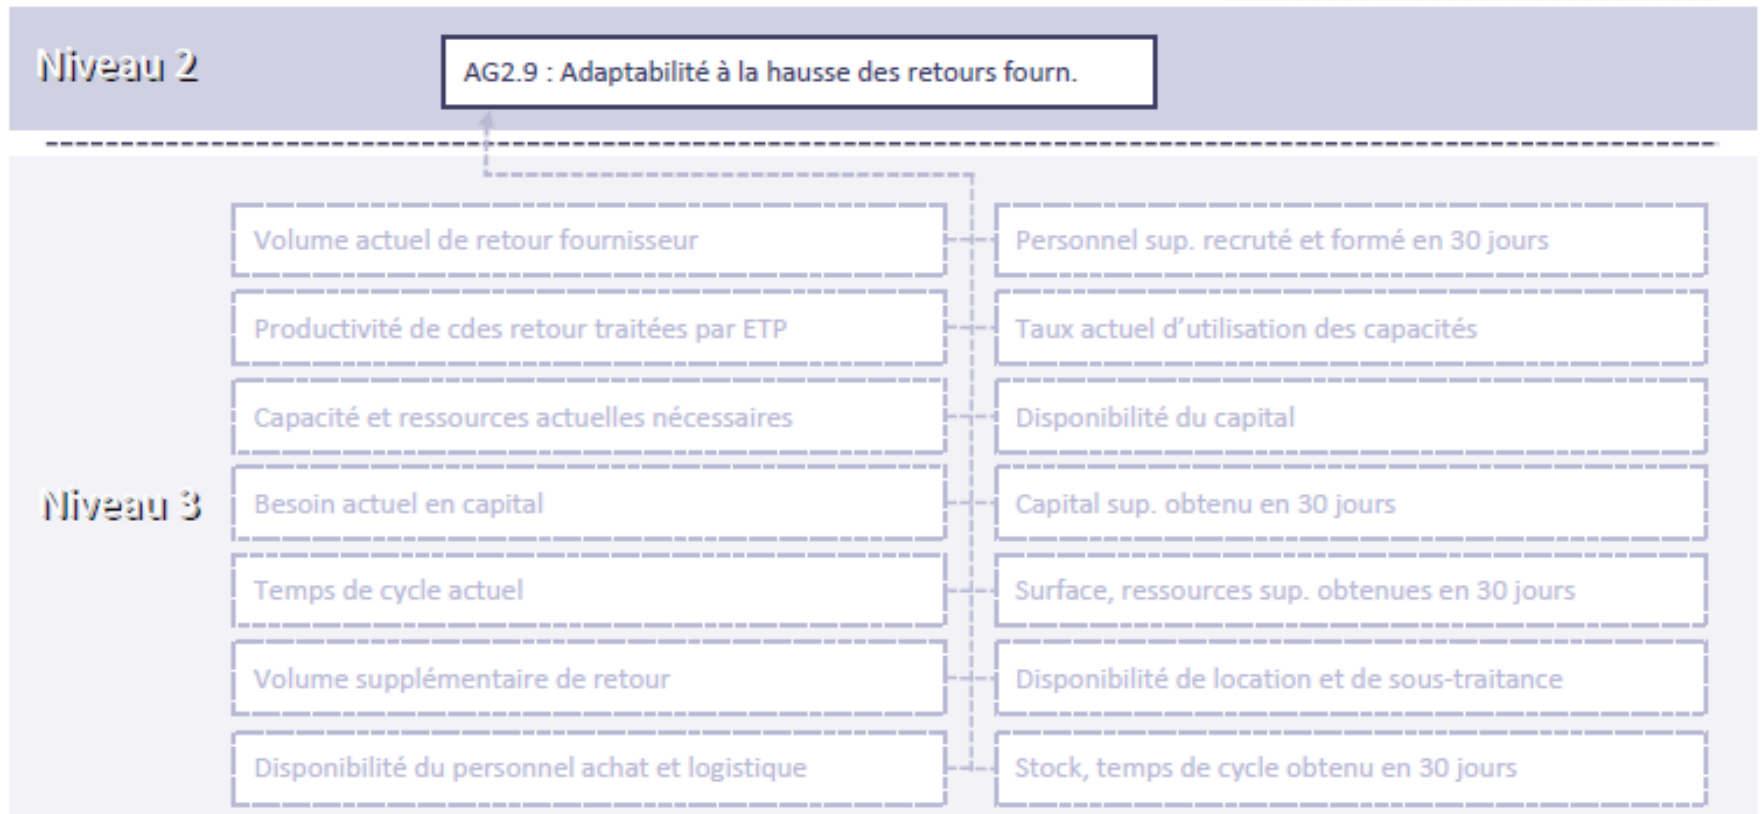 Niveau 2
AG2.9 : Adaptabilité à la hausse des retours fourn.
Volume actuel de retour fournisseur
Personnel sup. recruté et formé en 30 jours
Productivité de cdes retour traitées par ETP
Taux actuel d’utilisation des capacités
Capacité et ressources actuelles nécessaires
Disponibilité du capital
Niveau 3
Besoin actuel en capital
Capital sup. obtenu en 30 jours
Temps de cycle actuel
Surface, ressources sup. obtenues en 30 jours
Volume supplémentaire de retour
Disponibilité de location et de sous-traitance
Disponibilité du personnel achat et logistique
Stock, temps de cycle obtenu en 30 jours